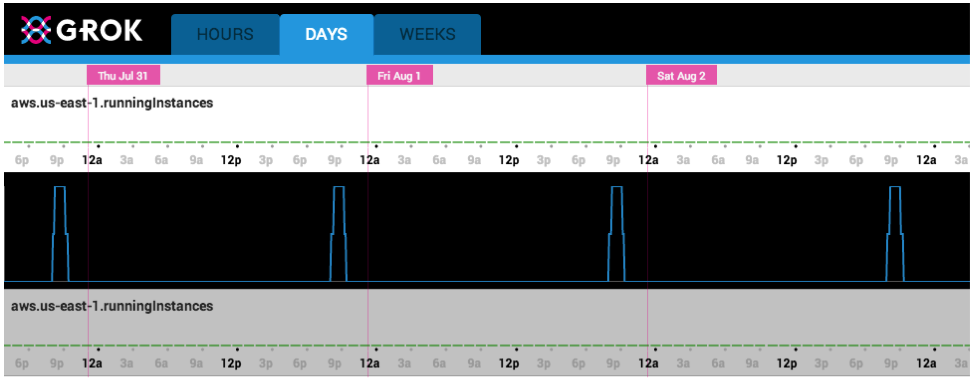 GROK HOURS DAYS WEEKS
Thu Jul 31 Fri Aug 1 Sat Aug 2
aws.us-east-1.runningInstances
6p 9p 12a 3a 6a 9a 12p 3p 6p 9p 12a 3a 6a 9a 12p 3p 6p 9p 12a 3a 6a 9a 12p 3p 6p 9p 12a 3a
aws.us-east-1.runningInstances
6p 9p 12a 3a 6a 9a 12p 3p 6p 9p 12a 3a 6a 9a 12p 3p 6p 9p 12a 3a 6a 9a 12p 3p 6p 9p 12a 3a